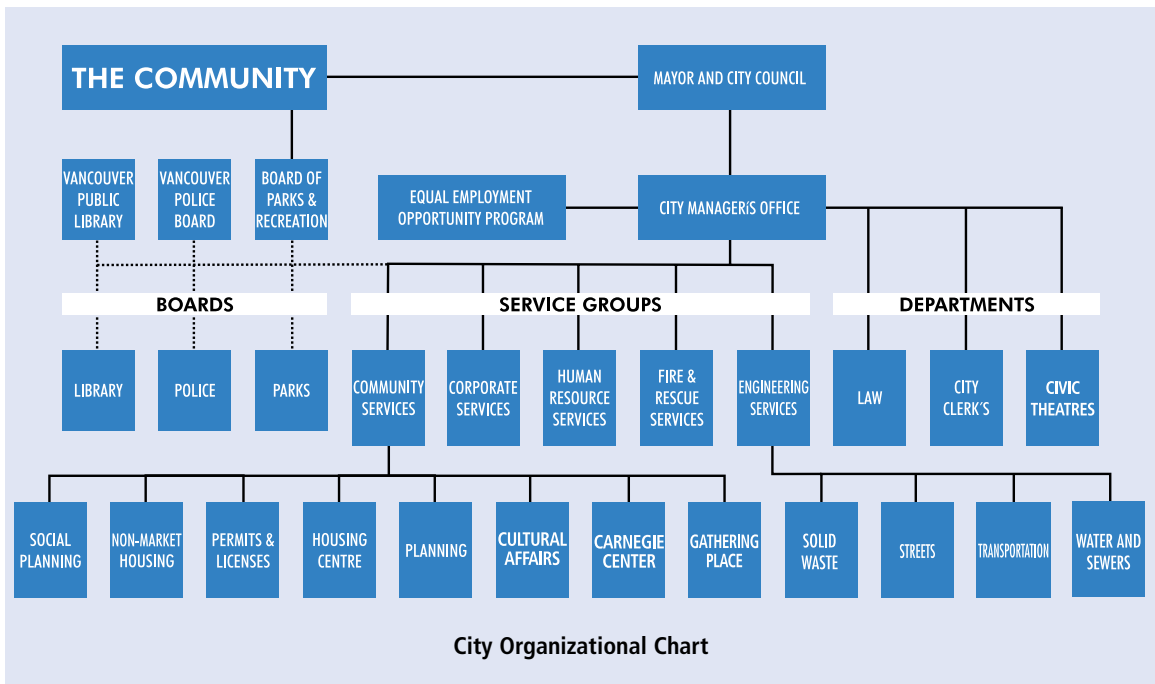 THE COMMUNITY
MAYOR AND CITY COUNCIL
VANCOUVER
PUBLIC
LIBRARY
VANCOUVER
POLICE
BOARD
BOARD OF
PARKS &
RECREATION
EQUAL EMPLOYMENT
OPPORTUNITY PROGRAM
CITY MANAGERíS OFFICE
BOARDS
SERVICE GROUPS
DEPARTMENTS
LIBRARY
POLICE
PARKS
COMMUNITY
SERVICES
CORPORATE
SERVICES
HUMAN
RESOURCE
SERVICES
FIRE &
RESCUE
SERVICES
ENGINEERING
SERVICES
LAW
CITY
CLERK´S
CIVIC
THEATRES
SOCIAL
PLANNING
NON-MARKET
HOUSING
PERMITS &
LICENSES
HOUSING
CENTRE
PLANNING
CULTURAL
AFFAIRS
CARNEGIE
CENTER
GATHERING
PLACE
SOLID
WASTE
STREETS
TRANSPORTATION
WATER AND
SEWERS
City Organizational Chart